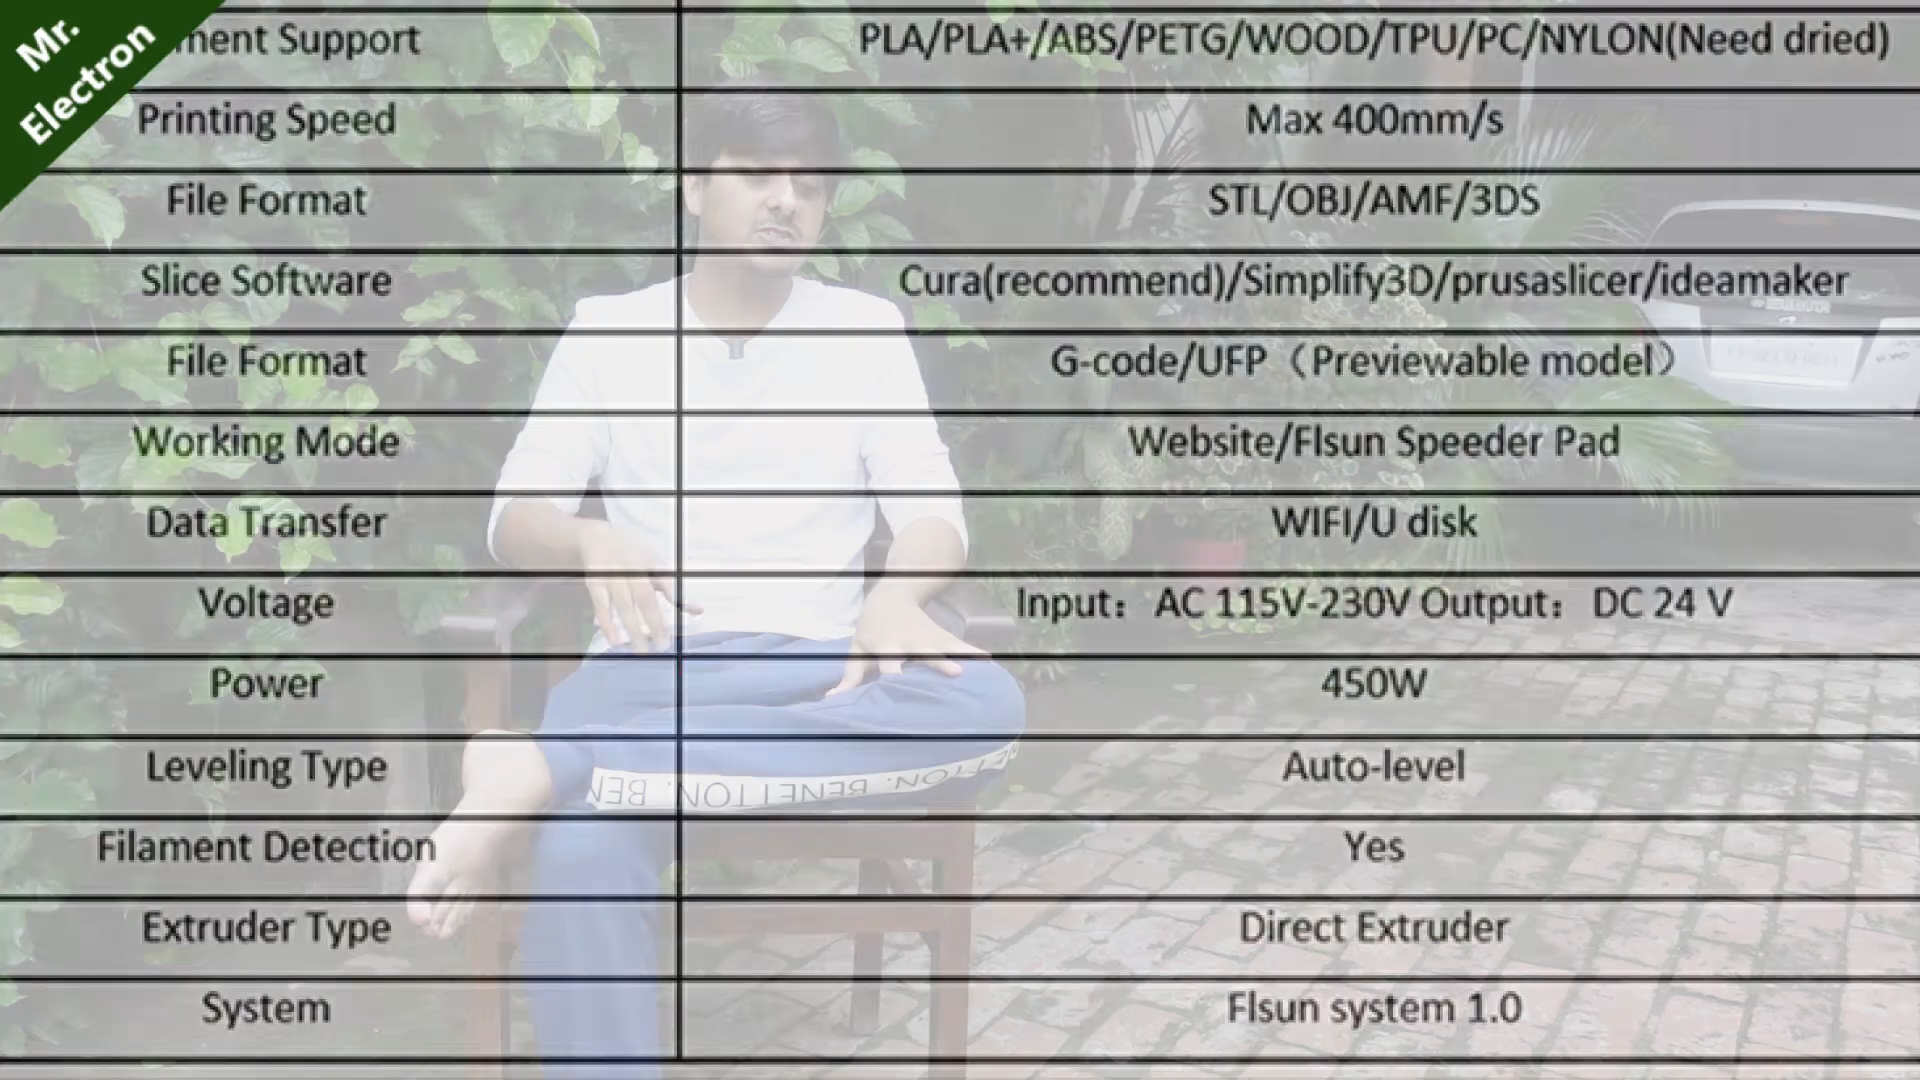 Mr.
Electron
ment Support PLA/PLA+/ABS/PETG/WOOD/TPU/PC/NYLON(Need dried)
Printing Speed Max 400mm/s
File Format STL/OBJ/AMF/3DS
Slice Software Cura(recommend)/Simplify3D/prusaslicer/ideamaker
File Format G-code/UFP（Previewable model）
Working Mode Website/Flsun Speeder Pad
Data Transfer WIFI/U disk
Voltage Input： AC 115V-230V Output： DC 24 V
Power 450W
Leveling Type Auto-level
BENETTON. BENETTON. BEN
Filament Detection Yes
Extruder Type Direct Extruder
System Flsun system 1.0